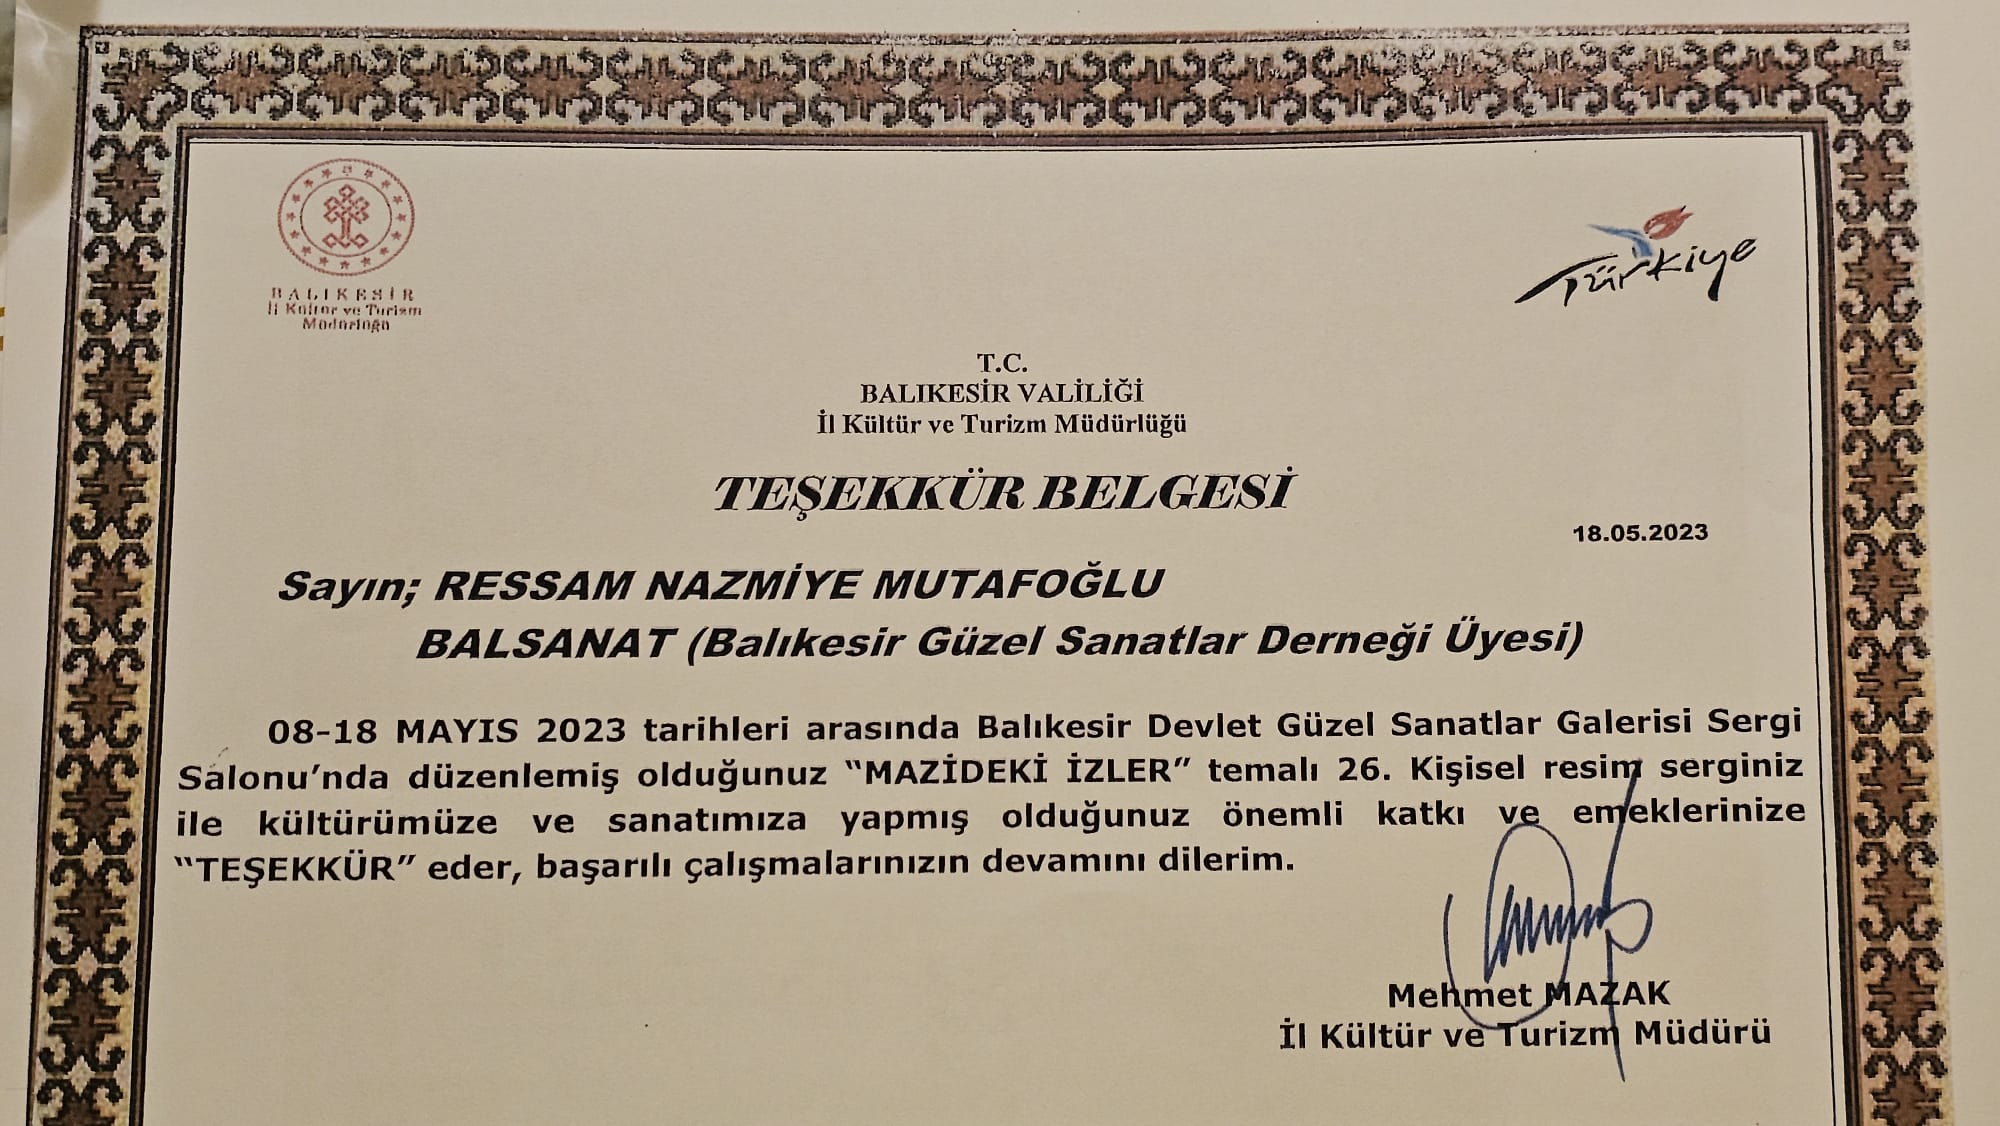 BALIKESİR
İl Kültür ve Turizm
Müdürlüğü
Türkiye
T.C.
BALIKESİR VALİLİĞİ
İl Kültür ve Turizm Müdürlüğü
TEŞEKKÜR BELGESİ
18.05.2023
Sayın; RESSAM NAZMİYE MUTAFOĞLU
BALSANAT (Balıkesir Güzel Sanatlar Derneği Üyesi)
08-18 MAYIS 2023 tarihleri arasında Balıkesir Devlet Güzel Sanatlar Galerisi Sergi
Salonu’nda düzenlemiş olduğunuz “MAZİDEKİ İZLER” temalı 26. Kişisel resim serginiz
ile kültürümüze ve sanatımıza yapmış olduğunuz önemli katkı ve emeklerinize
“TEŞEKKÜR” eder, başarılı çalışmalarınızın devamını dilerim.
Mehmet MAZAK
İl Kültür ve Turizm Müdürü